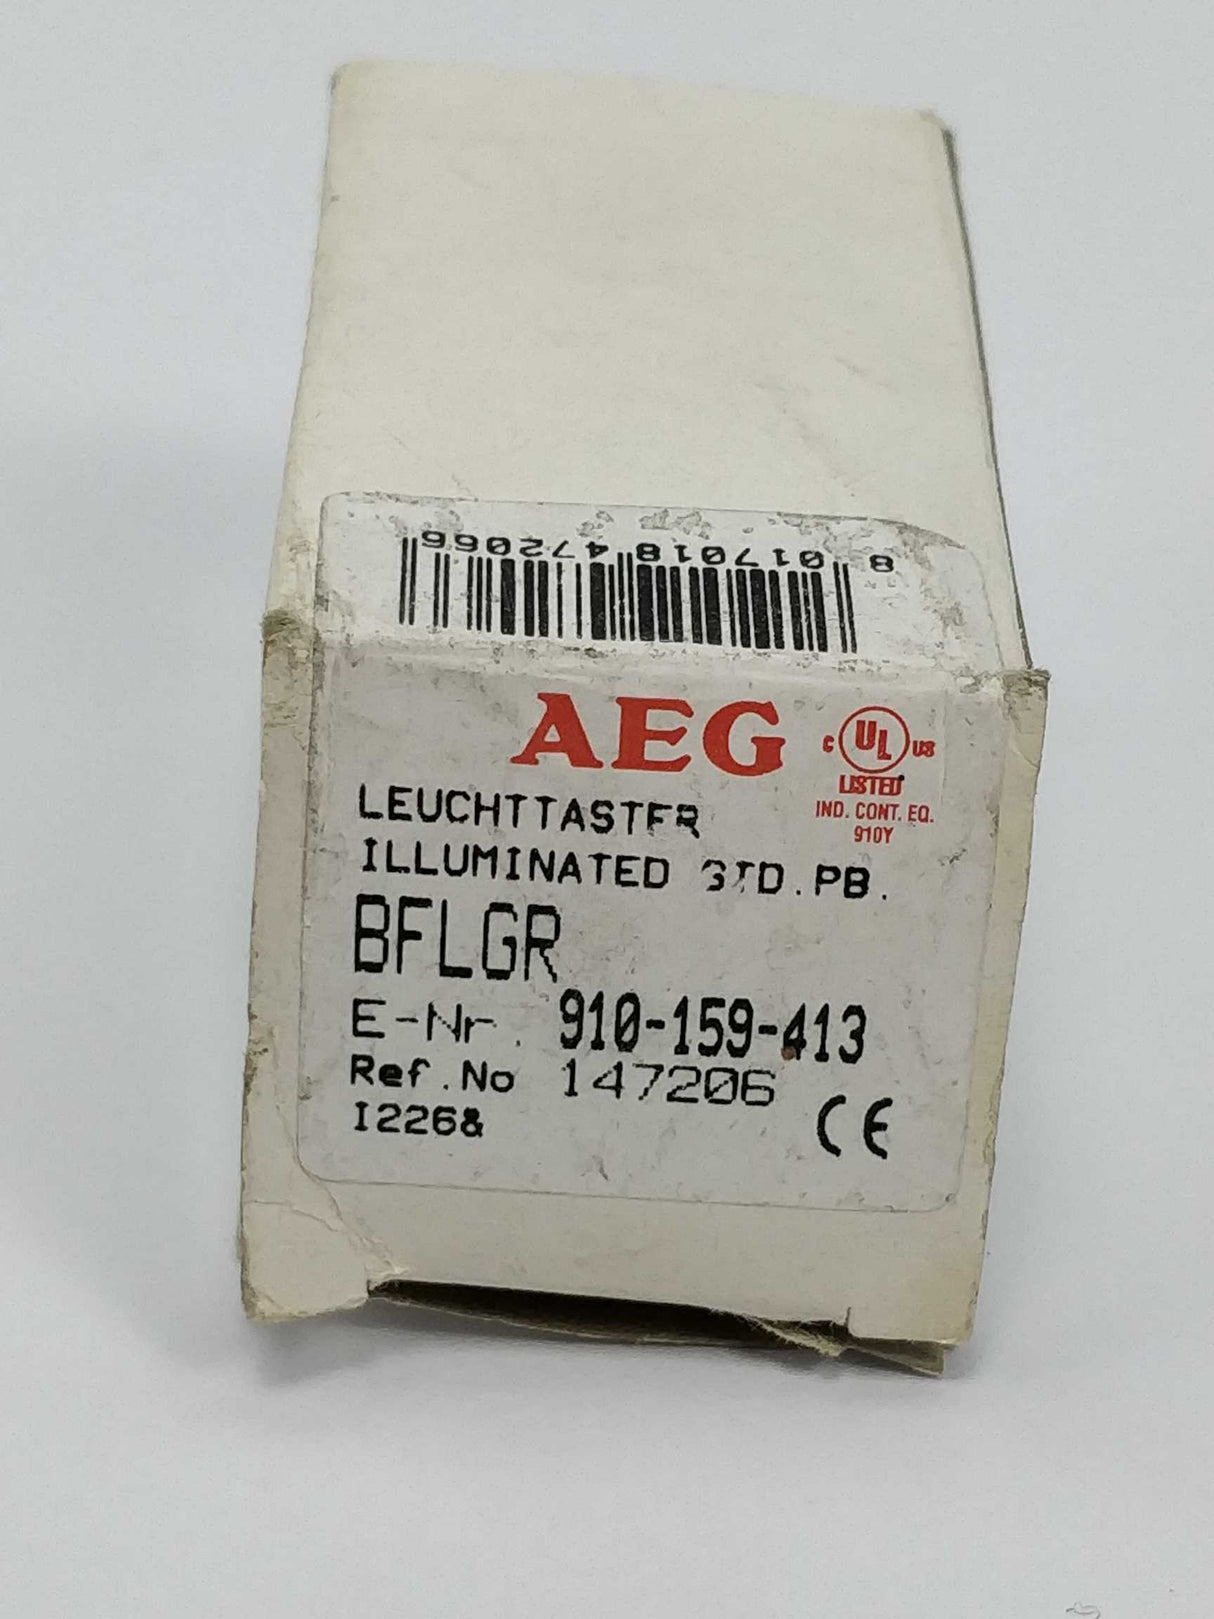 8 017018 472066
AEG
C UL US
LISTED
IND. CONT. EQ.
910Y
LEUCHTTASTER
ILLUMINATED STD.PB.
BFLGR
E-Nr. 910-159-413
Ref.No 147206
I226&
CE